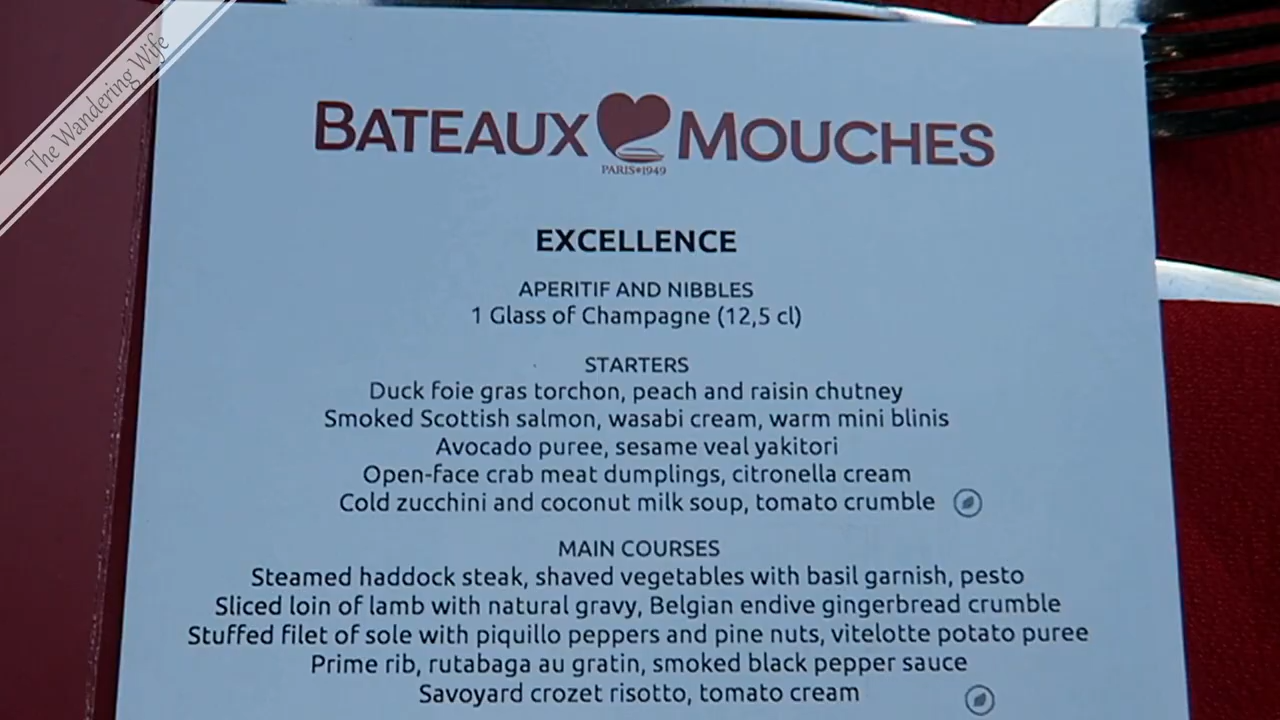 The Wandering Wife
BATEAUX MOUCHES
PARIS•1949
EXCELLENCE
APERITIF AND NIBBLES
1 Glass of Champagne (12,5 cl)
STARTERS
Duck foie gras torchon, peach and raisin chutney
Smoked Scottish salmon, wasabi cream, warm mini blinis
Avocado puree, sesame veal yakitori
Open-face crab meat dumplings, citronella cream
Cold zucchini and coconut milk soup, tomato crumble
MAIN COURSES
Steamed haddock steak, shaved vegetables with basil garnish, pesto
Sliced loin of lamb with natural gravy, Belgian endive gingerbread crumble
Stuffed filet of sole with piquillo peppers and pine nuts, vitelotte potato puree
Prime rib, rutabaga au gratin, smoked black pepper sauce
Savoyard crozet risotto, tomato cream